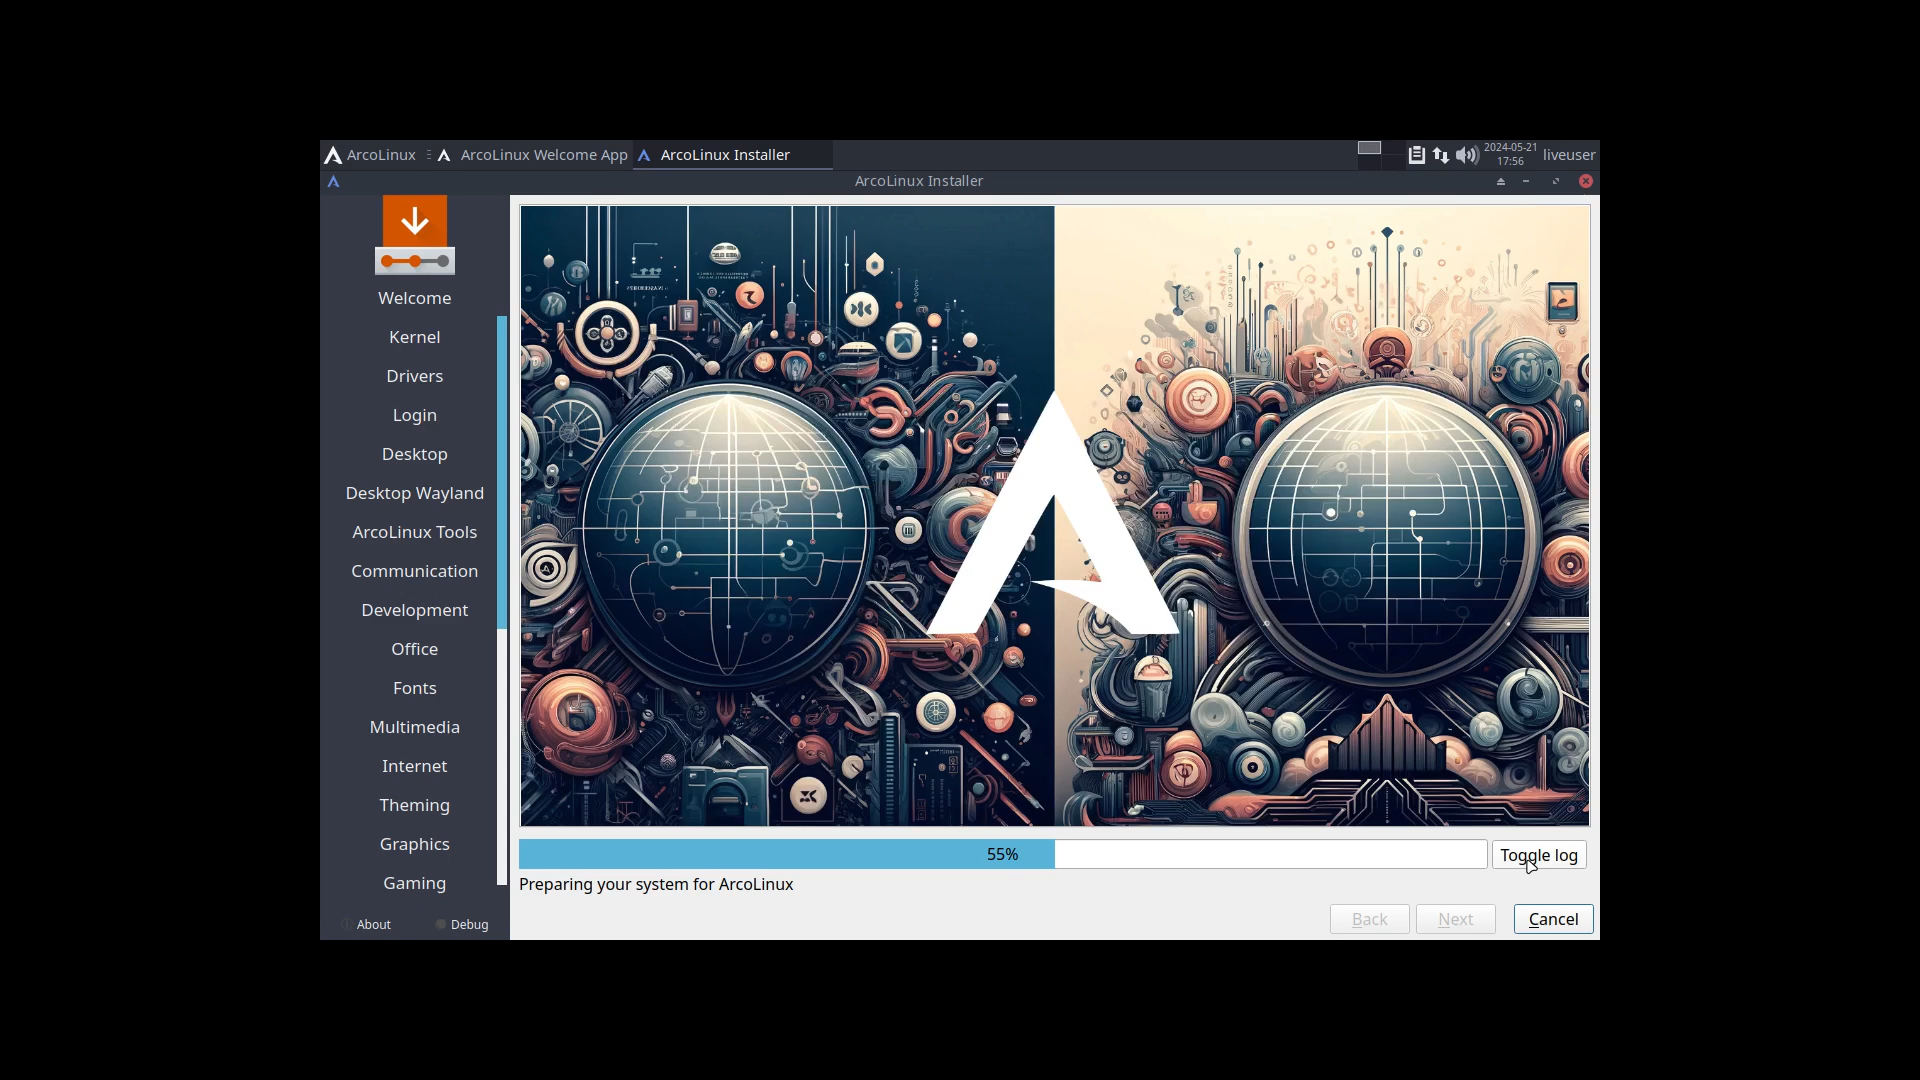 ArcoLinux
ArcoLinux Welcome App
ArcoLinux Installer
2024-05-21
17:56
liveuser
ArcoLinux Installer
Welcome
Kernel
Drivers
Login
Desktop
Desktop Wayland
ArcoLinux Tools
Communication
Development
Office
Fonts
Multimedia
Internet
Theming
Graphics
Gaming
About
Debug
55%
Toggle log
Preparing your system for ArcoLinux
Back
Next
Cancel